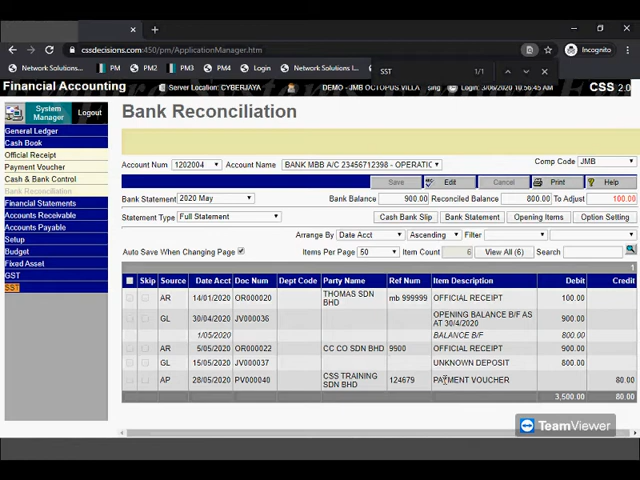 cssdecisions.com:450/pm/ApplicationManager.htm
Incognito
Network Solutions... PM PM2 PM3 PM4 Login Network Solutions I...
SST 1/1
Financial Accounting
Server Location: CYBERJAYA DEMO - JMB OCTOPUS VILLA sing Login: 3/06/2020 10:56:45 AM CSS 2.0
System Manager Logout
General Ledger
Cash Book
Official Receipt
Payment Voucher
Cash & Bank Control
Bank Reconciliation
Financial Statements
Accounts Receivable
Accounts Payable
Setup
Budget
Fixed Asset
GST
SST
Bank Reconciliation
Account Num 1202004 Account Name BANK MBB A/C 23456712398 - OPERATIC Comp Code JMB
Save Edit Cancel Print Help
Bank Statement 2020 May Bank Balance 900.00 Reconciled Balance 800.00 To Adjust 100.00
Statement Type Full Statement Cash Bank Slip Bank Statement Opening Items Option Setting
Arrange By Date Acct Ascending Filter
Auto Save When Changing Page Items Per Page 50 Item Count 6 View All (6) Search
1
Skip Source Date Acct Doc Num Dept Code Party Name Ref Num Item Description Debit Credit
AR 14/01/2020 OR000020 THOMAS SDN BHD mb 999999 OFFICIAL RECEIPT 100.00
GL 30/04/2020 JV000036 OPENING BALANCE B/F AS AT 30/4/2020 900.00
1/05/2020 BALANCE B/F 800.00
AR 5/05/2020 OR000022 CC CO SDN BHD 9900 OFFICIAL RECEIPT 900.00
GL 15/05/2020 JV000037 UNKNOWN DEPOSIT 800.00
AP 28/05/2020 PV000040 CSS TRAINING SDN BHD 124679 PAYMENT VOUCHER 80.00
3,500.00 80.00
TeamViewer